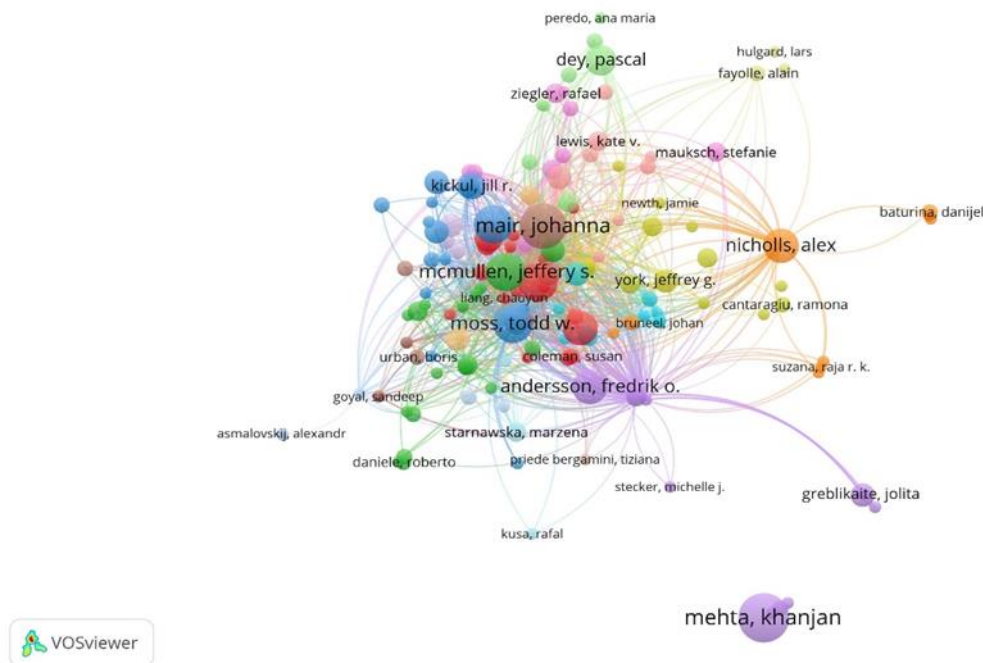 peredo, ana maria
dey, pascal
hulgard, lars
fayolle, alain
ziegler, rafael
lewis, kate v.
mauksch, stefanie
kickul, jill r.
newth, jamie
baturina, danijel
mair, johanna
nicholls, alex
mcmullen, jeffery s.
york, jeffrey g.
liang, chaoyun
cantaragiu, ramona
moss, todd w.
bruneel, johan
urban, boris
coleman, susan
suzana, raja r. k.
andersson, fredrik o.
goyal, sandeep
asmalovskij, alexandr
starnawska, marzena
daniele, roberto
priede bergamini, tiziana
stecker, michelle j.
greblikaite, jolita
kusa, rafal
mehta, khanjan
VOSviewer